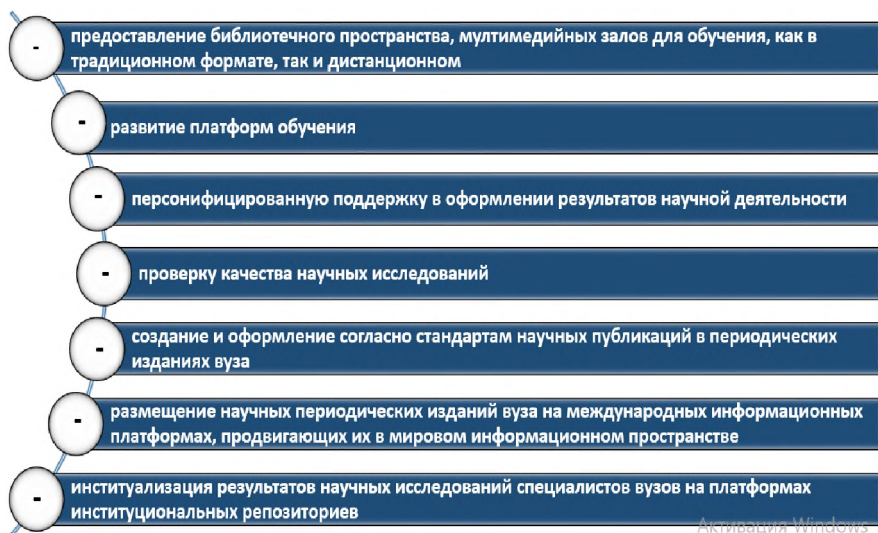 - предоставление библиотечного пространства, мултимедийных залов для обучения, как в
традиционном формате, так и дистанционном
- развитие платформ обучения
- персонифицированную поддержку в оформлении результатов научной деятельности
- проверку качества научных исследований
- создание и оформление согласно стандартам научных публикаций в периодических
изданиях вуза
- размещение научных периодических изданий вуза на международных информационных
платформах, продвигающих их в мировом информационном пространстве
- институализация результатов научных исследований специалистов вузов на платформах
институциональных репозиториев
Активация Windows